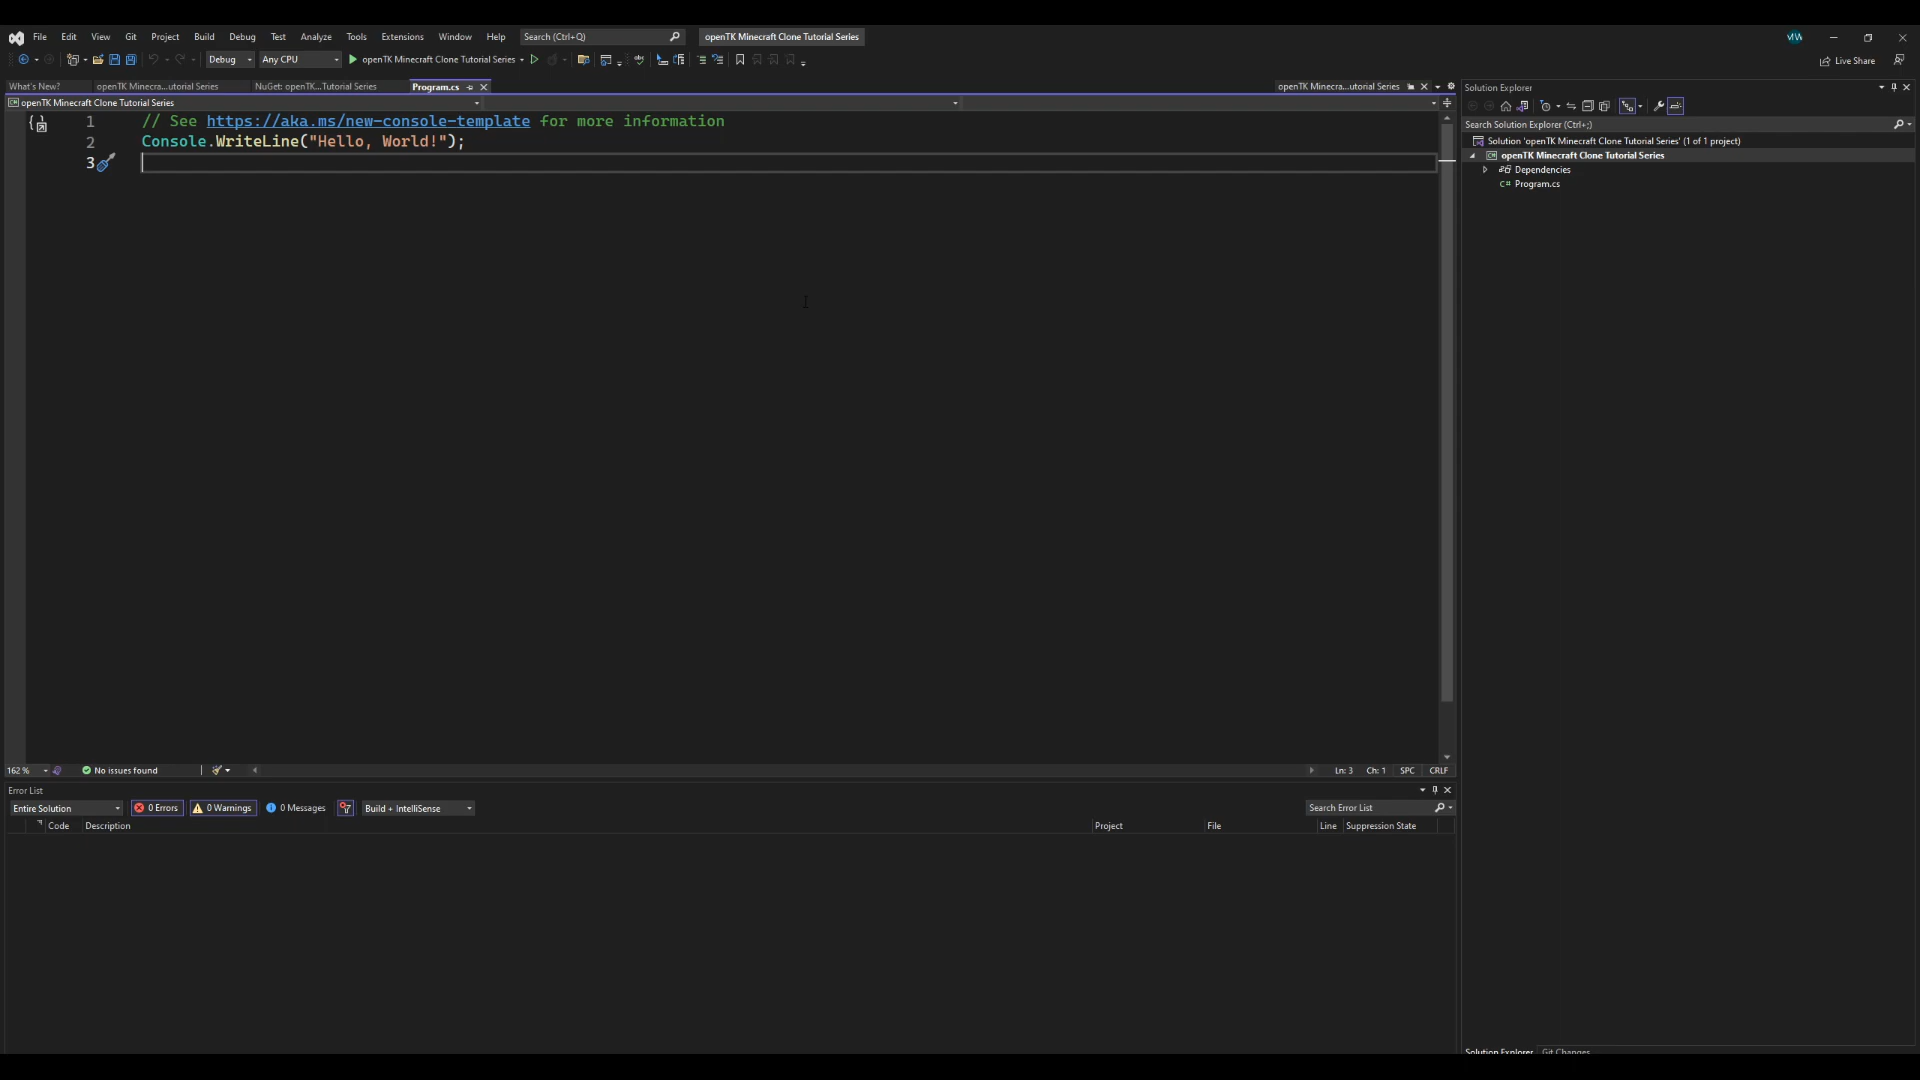 File Edit View Git Project Build Debug Test Analyze Tools Extensions Window Help Search (Ctrl+Q) openTK Minecraft Clone Tutorial Series
Debug Any CPU openTK Minecraft Clone Tutorial Series Live Share
What's New? openTK Minecra...utorial Series NuGet: openTK...Tutorial Series Program.cs openTK Minecra...utorial Series
openTK Minecraft Clone Tutorial Series
1 // See https://aka.ms/new-console-template for more information
2 Console.WriteLine("Hello, World!");
3
162 % No issues found Ln: 3 Ch: 1 SPC CRLF
Error List
Entire Solution 0 Errors 0 Warnings 0 Messages Build + IntelliSense Search Error List
Code Description Project File Line Suppression State
Solution Explorer
Search Solution Explorer (Ctrl+;)
Solution 'openTK Minecraft Clone Tutorial Series' (1 of 1 project)
openTK Minecraft Clone Tutorial Series
Dependencies
C# Program.cs
Solution Explorer Git Changes